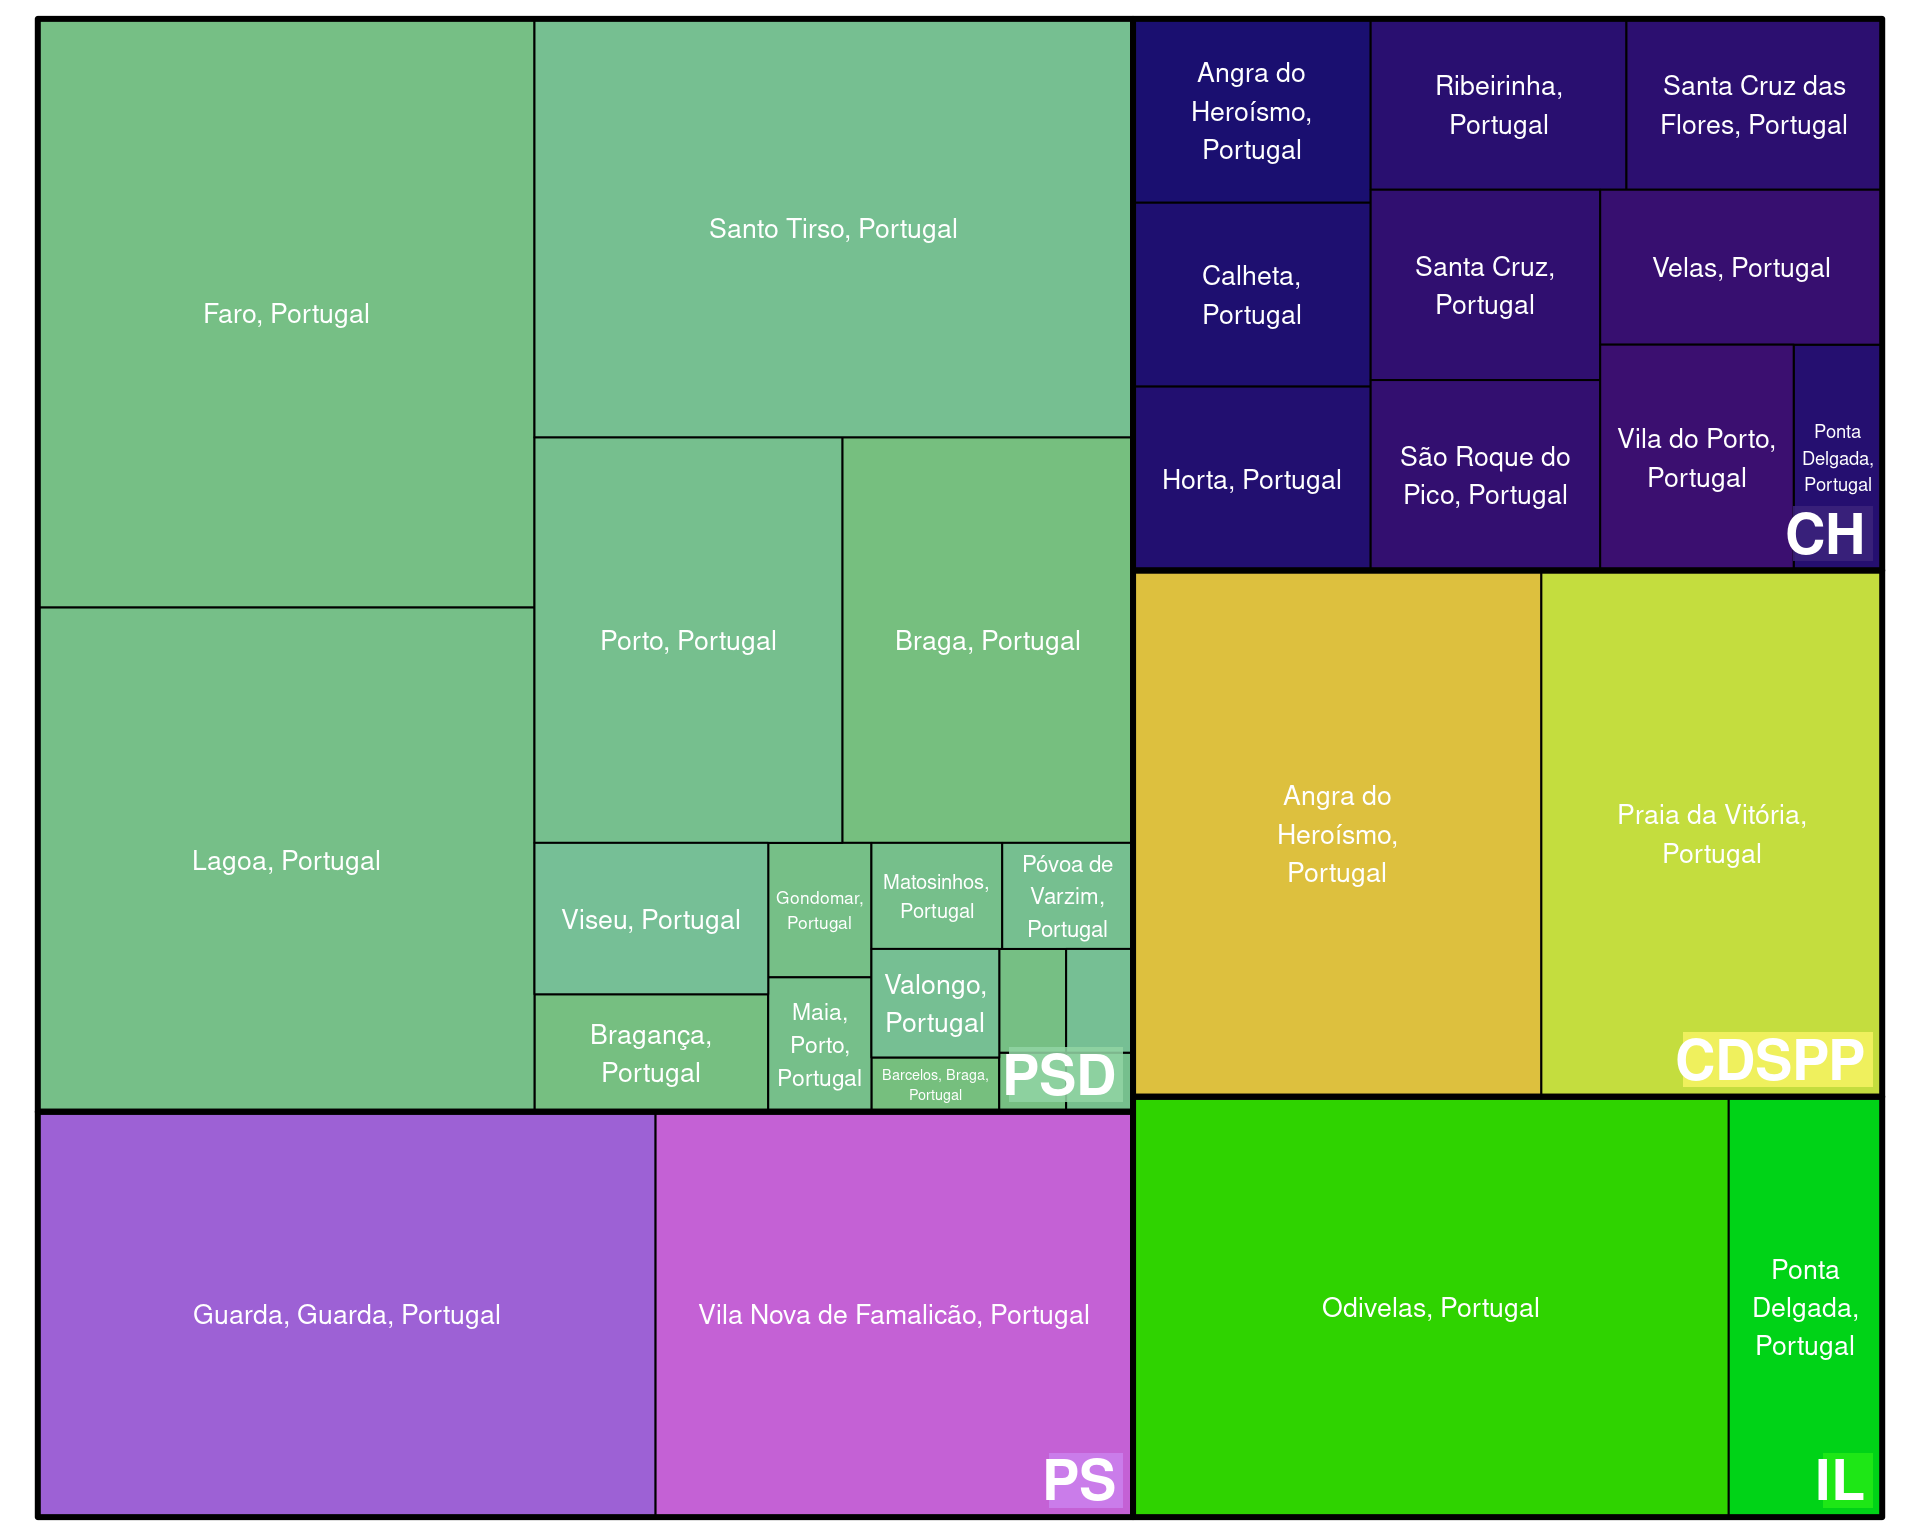 Faro, Portugal
Lagoa, Portugal
Santo Tirso, Portugal
Porto, Portugal
Braga, Portugal
Viseu, Portugal
Bragança,
Portugal
Gondomar,
Portugal
Maia,
Porto,
Portugal
Matosinhos,
Portugal
Póvoa de
Varzim,
Portugal
Valongo,
Portugal
Barcelos, Braga,
Portugal
PSD
Guarda, Guarda, Portugal
Vila Nova de Famalicão, Portugal
PS
Angra do
Heroísmo,
Portugal
Calheta,
Portugal
Horta, Portugal
Ribeirinha,
Portugal
Santa Cruz das
Flores, Portugal
Santa Cruz,
Portugal
São Roque do
Pico, Portugal
Velas, Portugal
Vila do Porto,
Portugal
Ponta
Delgada,
Portugal
CH
Angra do
Heroísmo,
Portugal
Praia da Vitória,
Portugal
CDSPP
Odivelas, Portugal
Ponta
Delgada,
Portugal
IL